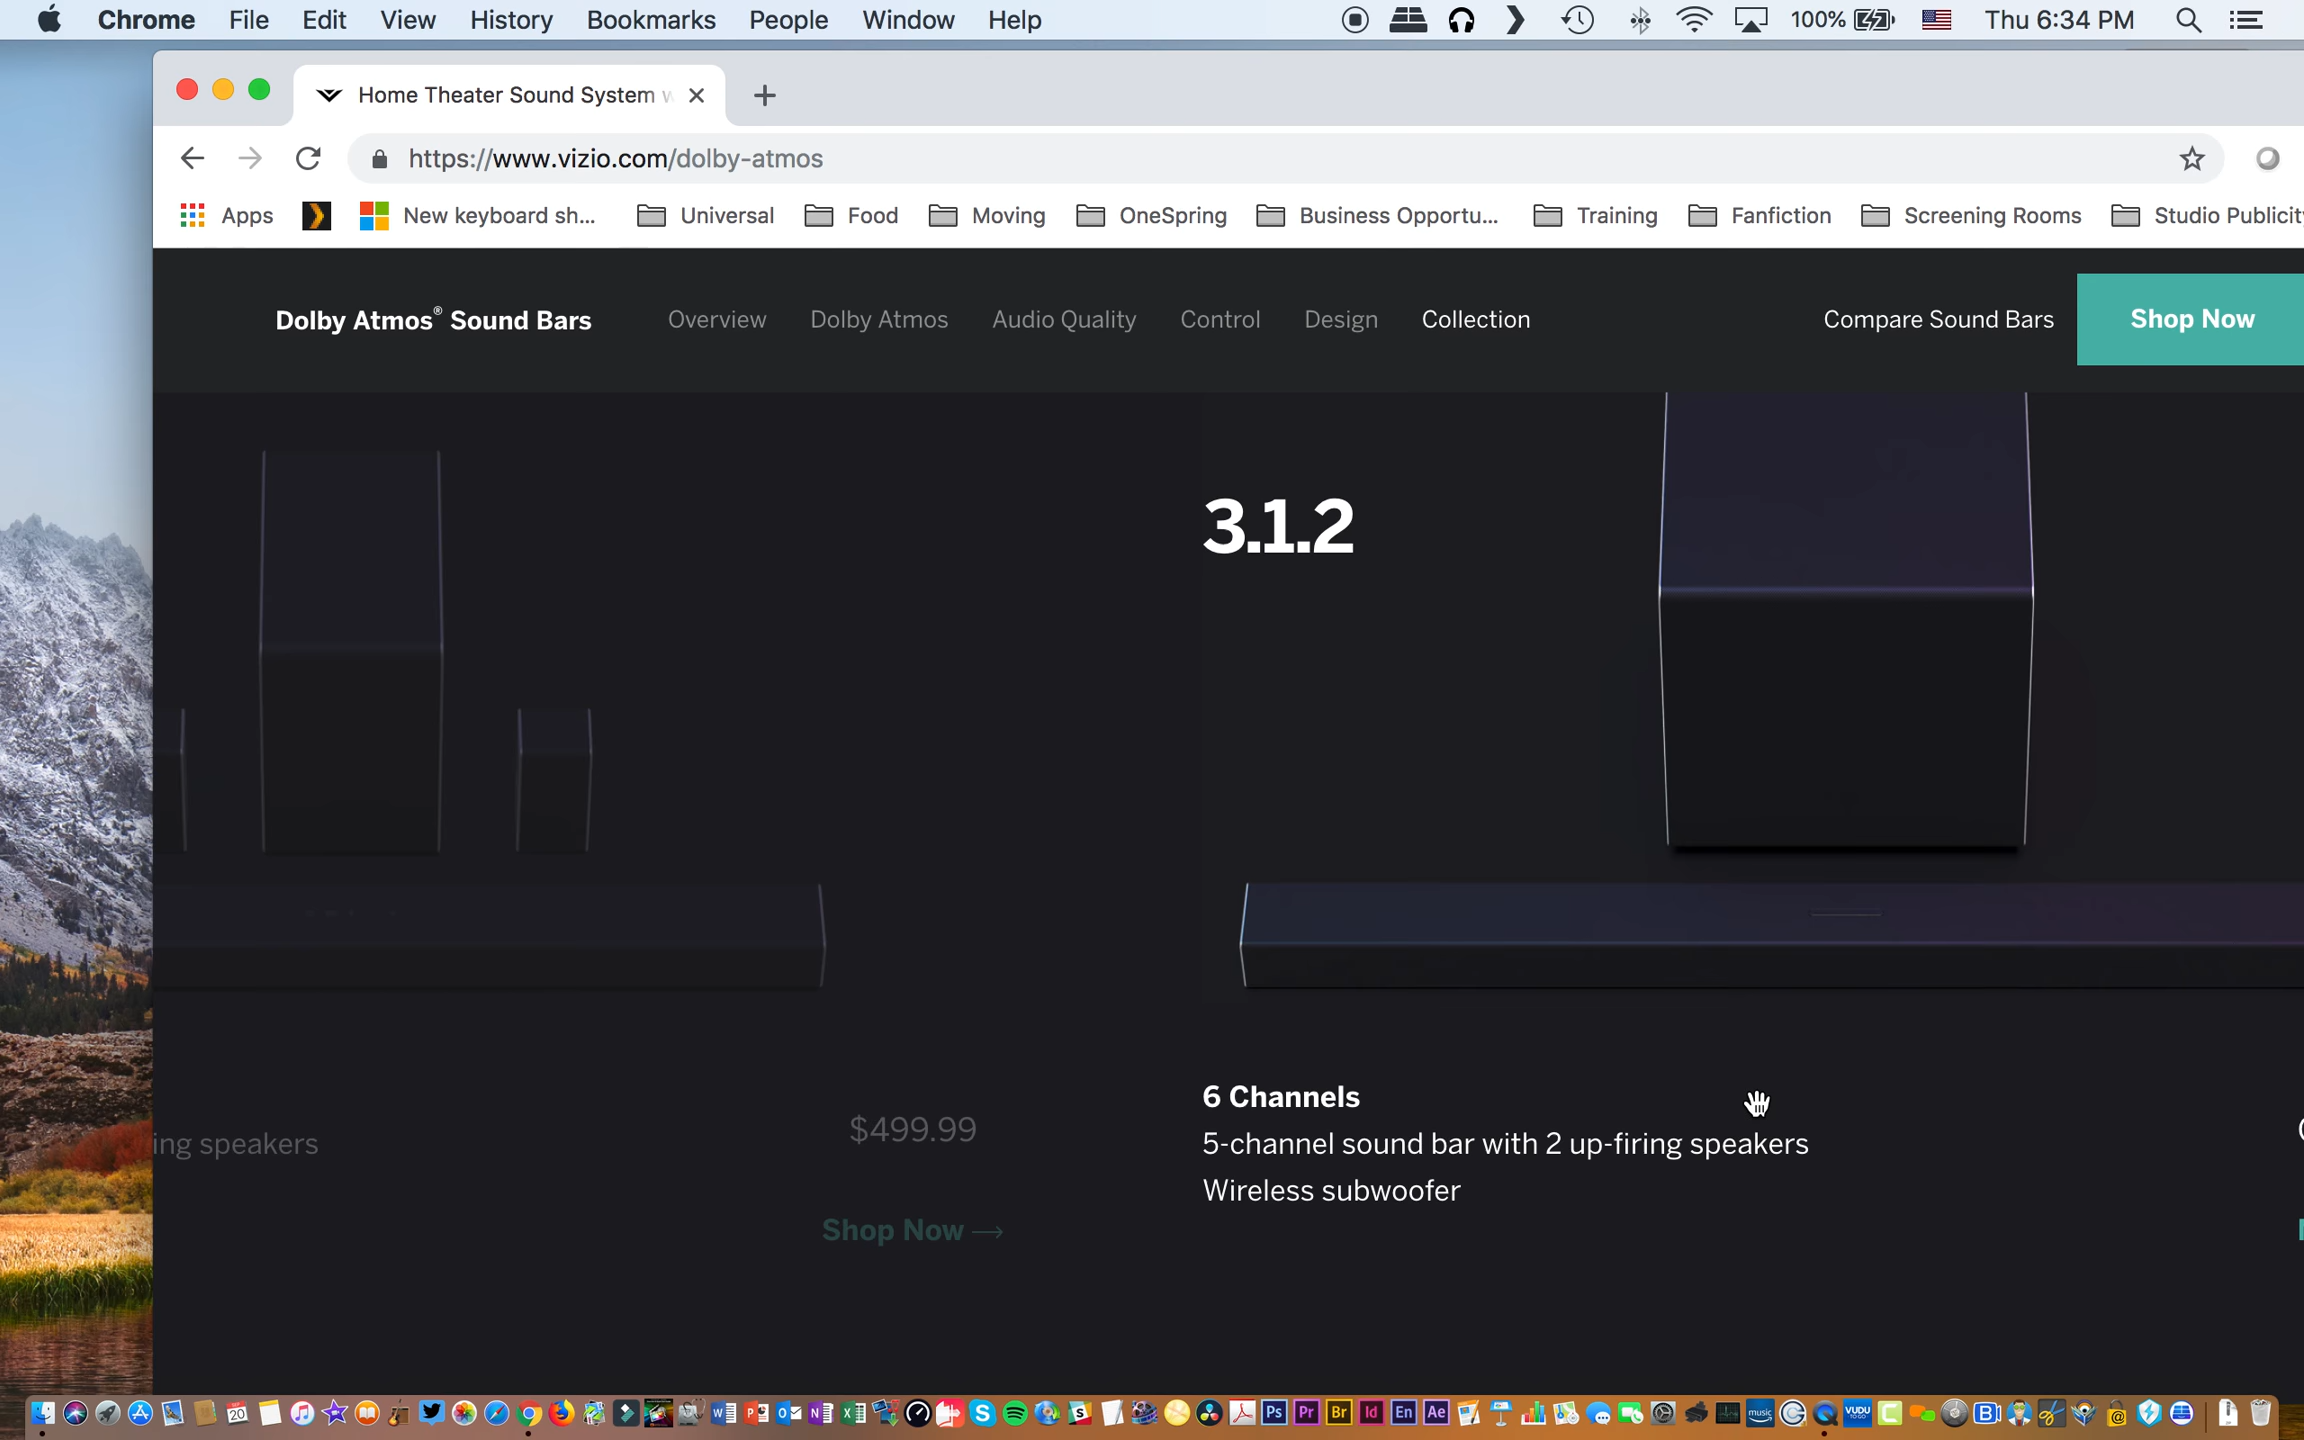 Chrome File Edit View History Bookmarks People Window Help 100% Thu 6:34 PM
Home Theater Sound System w
https://www.vizio.com/dolby-atmos
Apps New keyboard sh... Universal Food Moving OneSpring Business Opportu... Training Fanfiction Screening Rooms Studio Publicity
Dolby Atmos® Sound Bars Overview Dolby Atmos Audio Quality Control Design Collection Compare Sound Bars Shop Now
3.1.2
6 Channels
ing speakers $499.99 5-channel sound bar with 2 up-firing speakers
Wireless subwoofer
Shop Now →